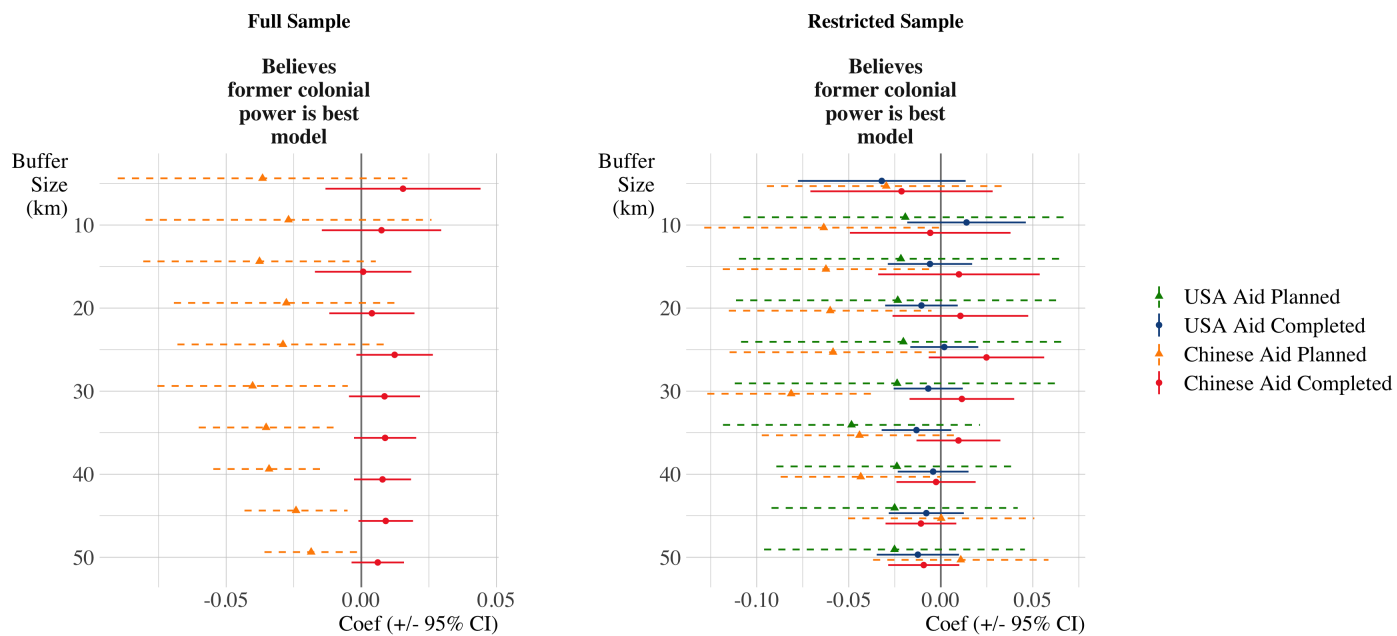 Full Sample
Believes
former colonial
power is best
model
Buffer
Size
(km)
10
20
30
40
50
-0.05 0.00 0.05
Coef (+/- 95% CI)
Restricted Sample
Believes
former colonial
power is best
model
Buffer
Size
(km)
10
20
30
40
50
-0.10 -0.05 0.00 0.05
Coef (+/- 95% CI)
USA Aid Planned
USA Aid Completed
Chinese Aid Planned
Chinese Aid Completed